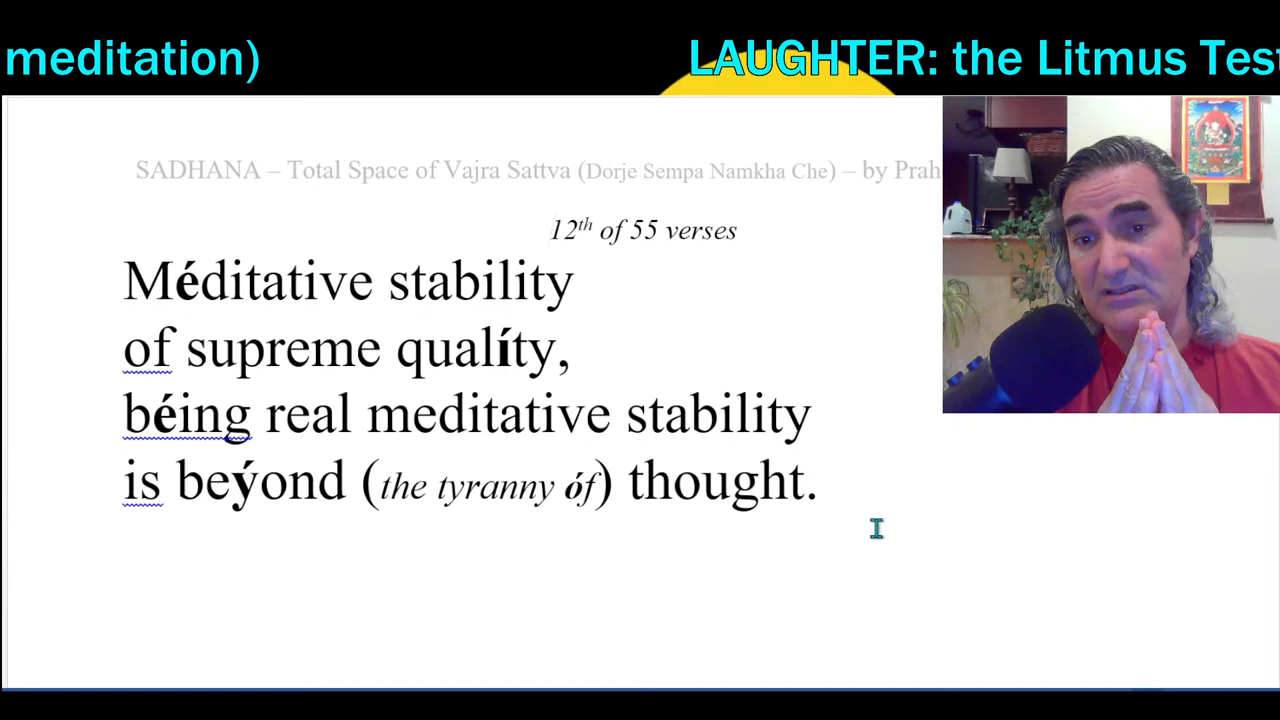 meditation)
LAUGHTER: the Litmus Test
SADHANA – Total Space of Vajra Sattva (Dorje Sempa Namkha Che) – by Prah
12th of 55 verses
Méditative stability
of supreme qualíty,
béing real meditative stability
is beýond (the tyranny óf) thought.